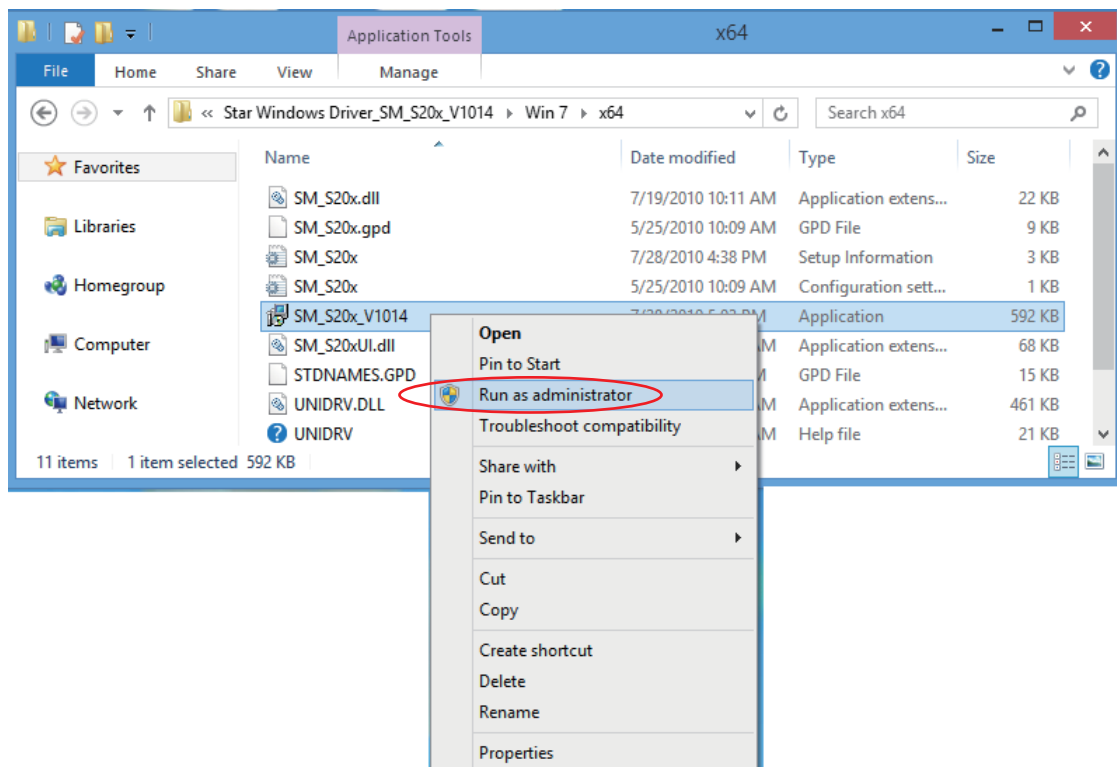 Application Tools x64
File Home Share View Manage
« Star Windows Driver_SM_S20x_V1014 Win 7 x64 Search x64
Favorites
Libraries
Homegroup
Computer
Network
Name Date modified Type Size
SM_S20x.dll 7/19/2010 10:11 AM Application extens... 22 KB
SM_S20x.gpd 5/25/2010 10:09 AM GPD File 9 KB
SM_S20x 7/28/2010 4:38 PM Setup Information 3 KB
SM_S20x 5/25/2010 10:09 AM Configuration sett... 1 KB
SM_S20x_V1014 Application 592 KB
SM_S20xUI.dll Application extens... 68 KB
STDNAMES.GPD GPD File 15 KB
UNIDRV.DLL Application extens... 461 KB
UNIDRV Help file 21 KB
11 items 1 item selected 592 KB
Open
Pin to Start
Run as administrator
Troubleshoot compatibility
Share with
Pin to Taskbar
Send to
Cut
Copy
Create shortcut
Delete
Rename
Properties